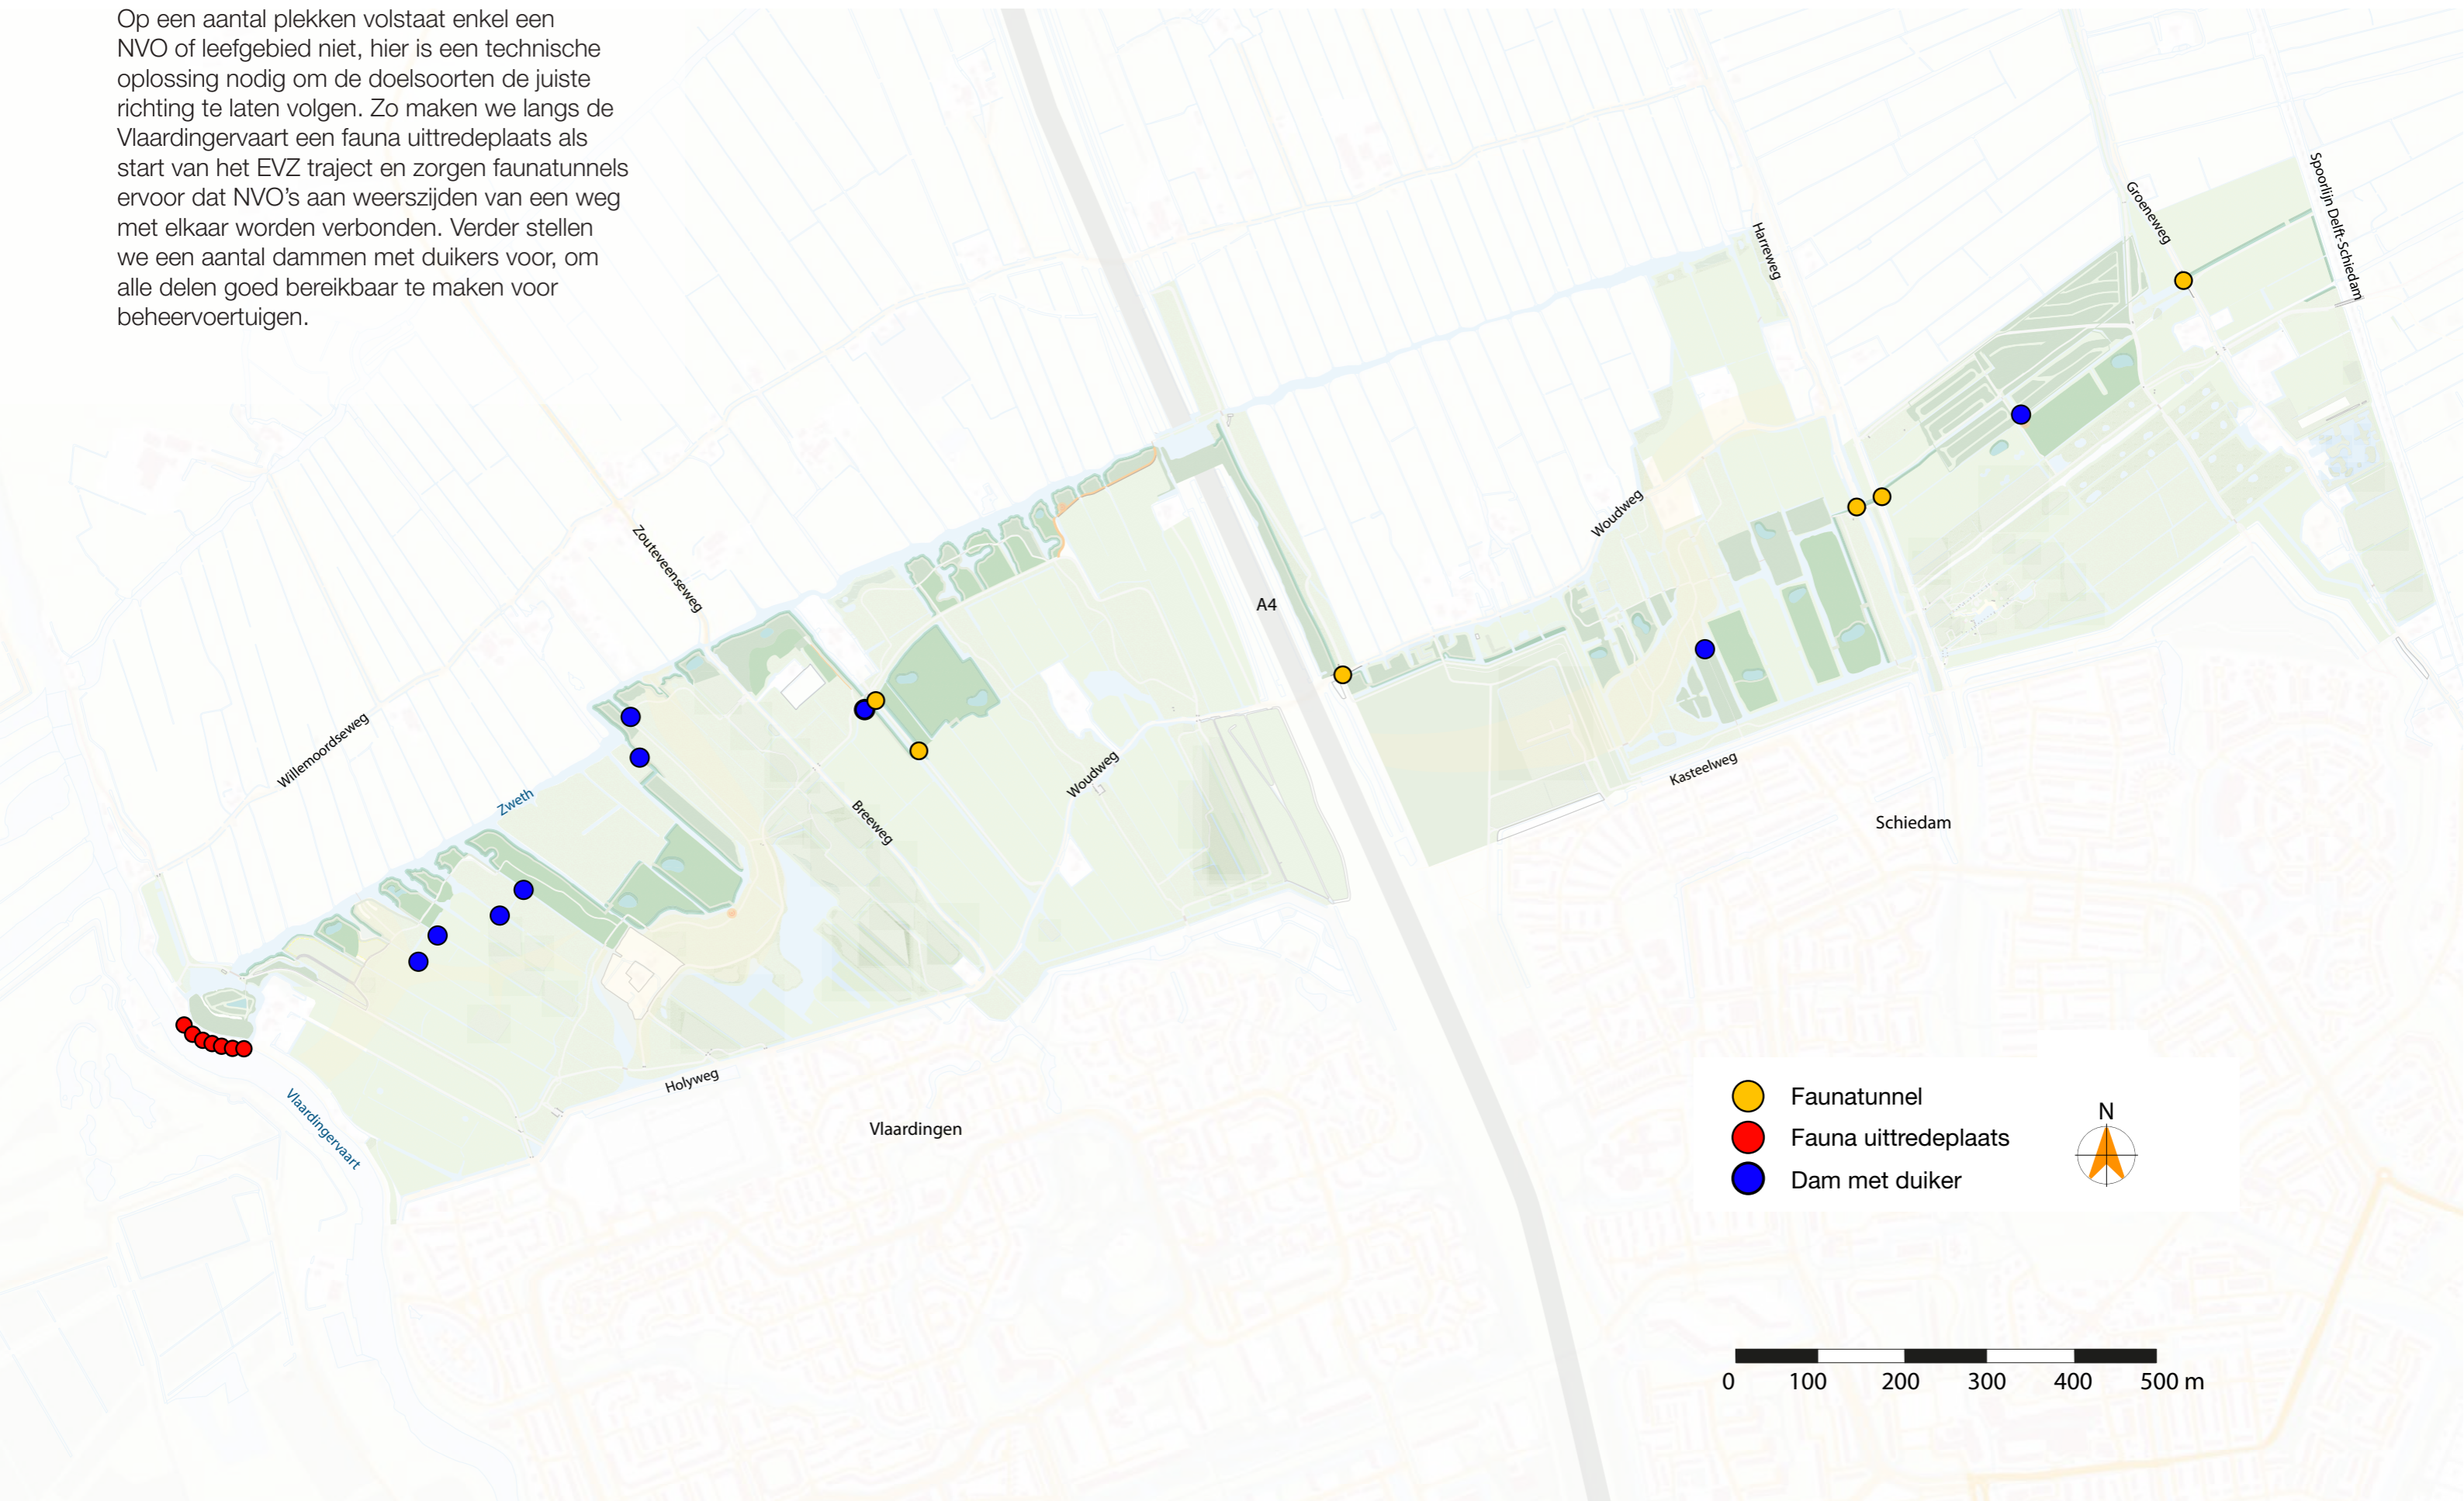 Op een aantal plekken volstaat enkel een
NVO of leefgebied niet, hier is een technische
oplossing nodig om de doelsoorten de juiste
richting te laten volgen. Zo maken we langs de
Vlaardingervaart een fauna uittredeplaats als
start van het EVZ traject en zorgen faunatunnels
ervoor dat NVO's aan weerszijden van een weg
met elkaar worden verbonden. Verder stellen
we een aantal dammen met duikers voor, om
alle delen goed bereikbaar te maken voor
beheervoertuigen.
Spoorlijn Delft-Schiedam
Groeneweg
Harreweg
Woudweg
Zouteveenseweg
A4
Willemoordseweg
Zweth
Breeweg
Woudweg
Kasteelweg
Schiedam
Holyweg
Vlaardingervaart
Vlaardingen
Faunatunnel
Fauna uittredeplaats
Dam met duiker
N
0 100 200 300 400 500 m